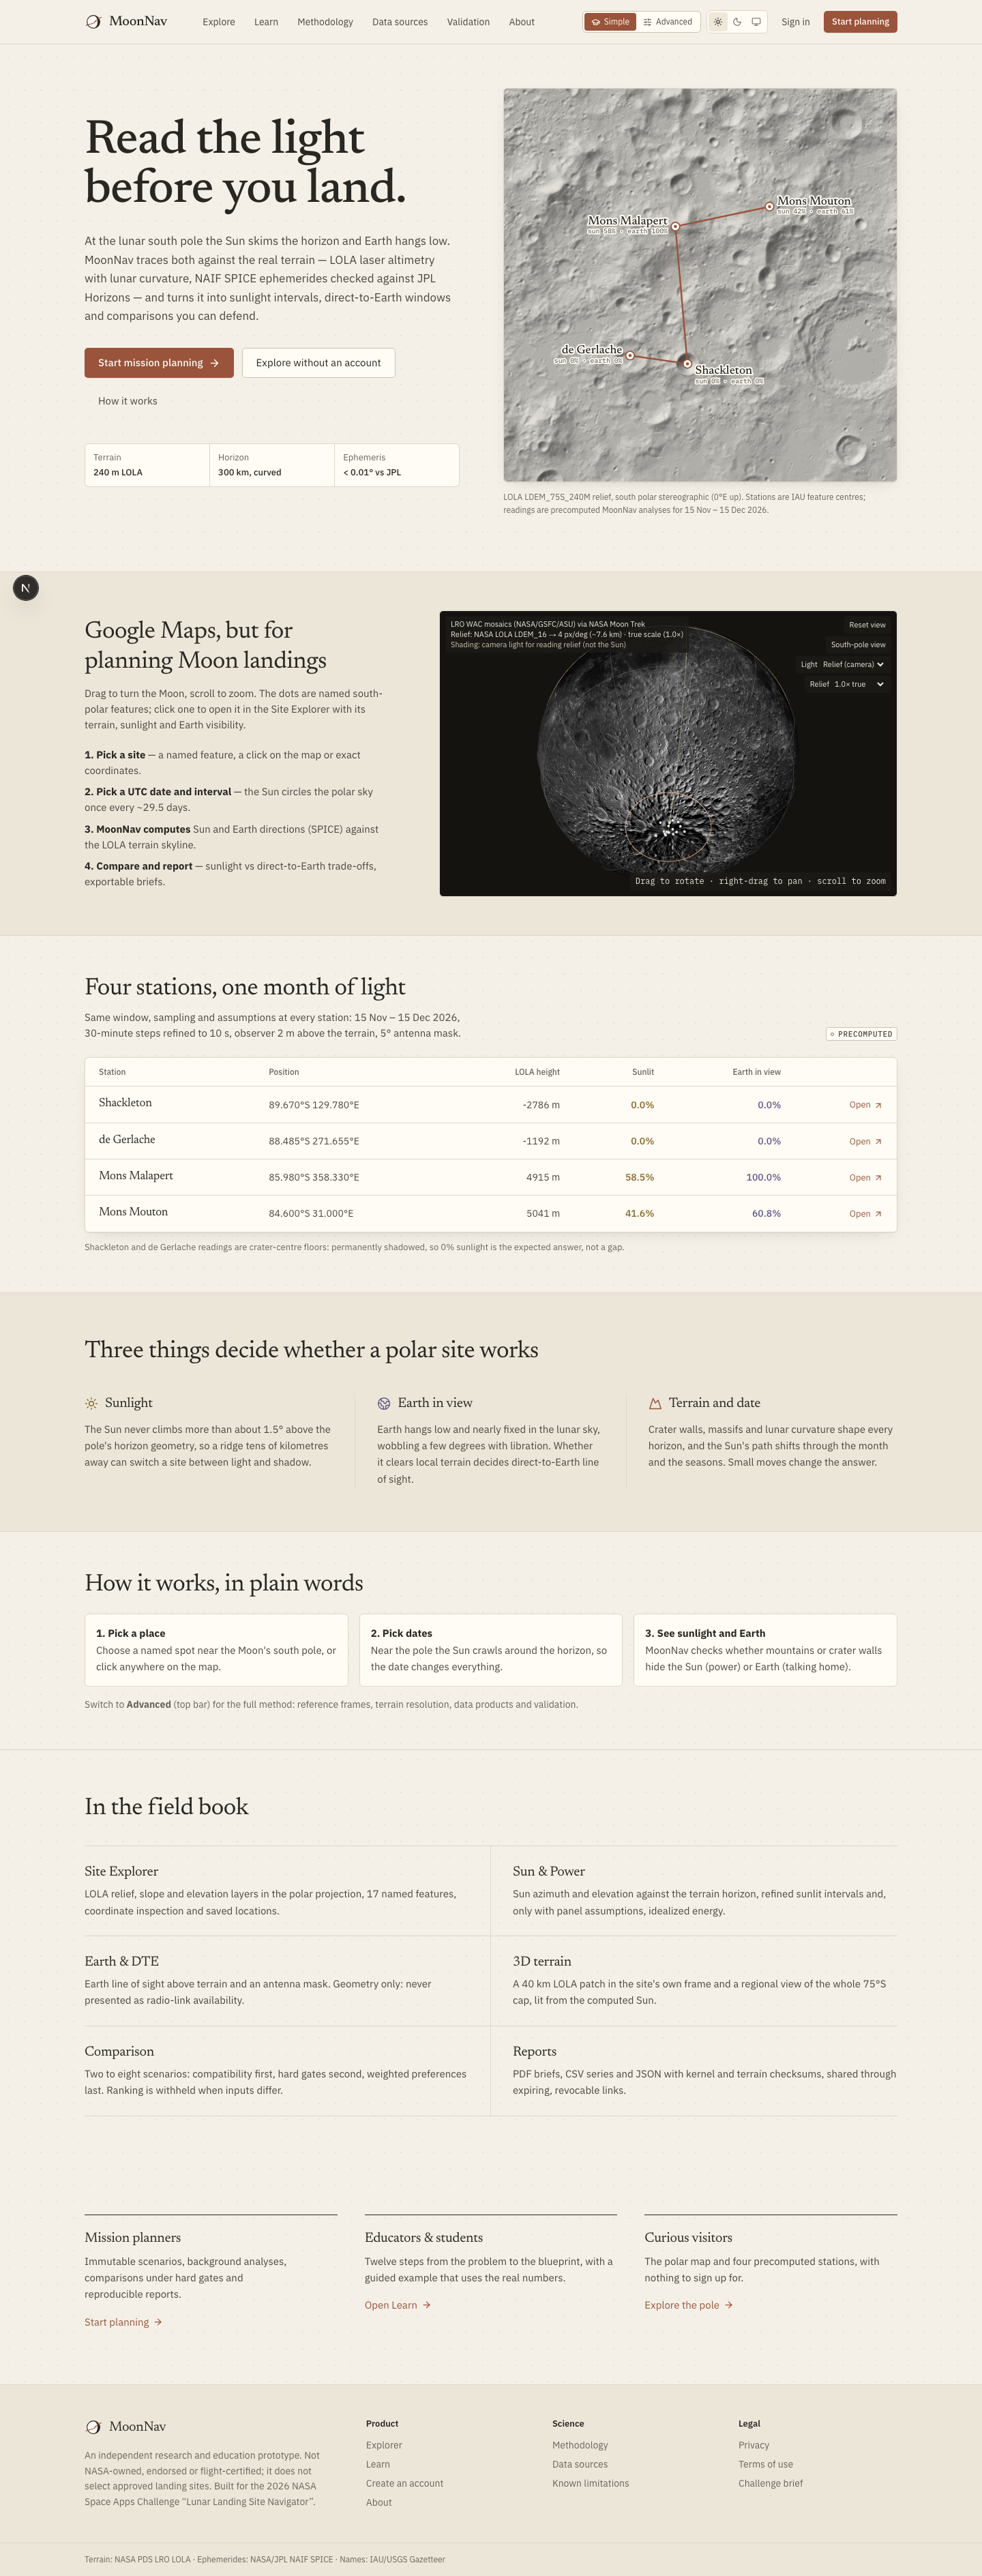 MoonNav
Explore
Learn
Methodology
Data sources
Validation
About
Simple
Advanced
Sign in
Start planning
Read the light
before you land.
At the lunar south pole the Sun skims the horizon and Earth hangs low.
MoonNav traces both against the real terrain — LOLA laser altimetry
with lunar curvature, NAIF SPICE ephemerides checked against JPL
Horizons — and turns it into sunlight intervals, direct-to-Earth windows
and comparisons you can defend.
Start mission planning →
Explore without an account
How it works
Terrain
240 m LOLA
Horizon
300 km, curved
Ephemeris
< 0.01° vs JPL
Mons Mouton
sun 42% · earth 61%
Mons Malapert
sun 58% · earth 100%
de Gerlache
sun 0% · earth 0%
Shackleton
sun 0% · earth 0%
LOLA LDEM_75S_240M relief, south polar stereographic (0°E up). Stations are IAU feature centres;
readings are precomputed MoonNav analyses for 15 Nov – 15 Dec 2026.
N
Google Maps, but for
planning Moon landings
Drag to turn the Moon, scroll to zoom. The dots are named south-
polar features; click one to open it in the Site Explorer with its
terrain, sunlight and Earth visibility.
1. Pick a site — a named feature, a click on the map or exact
coordinates.
2. Pick a UTC date and interval — the Sun circles the polar sky
once every ~29.5 days.
3. MoonNav computes Sun and Earth directions (SPICE) against
the LOLA terrain skyline.
4. Compare and report — sunlight vs direct-to-Earth trade-offs,
exportable briefs.
LRO WAC mosaics (NASA/GSFC/ASU) via NASA Moon Trek
Relief: NASA LOLA LDEM_16 → 4 px/deg (~7.6 km) · true scale (1.0×)
Shading: camera light for reading relief (not the Sun)
Reset view
South-pole view
Light Relief (camera)
Relief 1.0× true
Drag to rotate · right-drag to pan · scroll to zoom
Four stations, one month of light
Same window, sampling and assumptions at every station: 15 Nov – 15 Dec 2026,
30-minute steps refined to 10 s, observer 2 m above the terrain, 5° antenna mask.
PRECOMPUTED
Station Position LOLA height Sunlit Earth in view
Shackleton 89.670°S 129.780°E -2786 m 0.0% 0.0% Open ↗
de Gerlache 88.485°S 271.655°E -1192 m 0.0% 0.0% Open ↗
Mons Malapert 85.980°S 358.330°E 4915 m 58.5% 100.0% Open ↗
Mons Mouton 84.600°S 31.000°E 5041 m 41.6% 60.8% Open ↗
Shackleton and de Gerlache readings are crater-centre floors: permanently shadowed, so 0% sunlight is the expected answer, not a gap.
Three things decide whether a polar site works
Sunlight
The Sun never climbs more than about 1.5° above the
pole's horizon geometry, so a ridge tens of kilometres
away can switch a site between light and shadow.
Earth in view
Earth hangs low and nearly fixed in the lunar sky,
wobbling a few degrees with libration. Whether
it clears local terrain decides direct-to-Earth line
of sight.
Terrain and date
Crater walls, massifs and lunar curvature shape every
horizon, and the Sun's path shifts through the month
and the seasons. Small moves change the answer.
How it works, in plain words
1. Pick a place
Choose a named spot near the Moon's south pole, or
click anywhere on the map.
2. Pick dates
Near the pole the Sun crawls around the horizon, so
the date changes everything.
3. See sunlight and Earth
MoonNav checks whether mountains or crater walls
hide the Sun (power) or Earth (talking home).
Switch to Advanced (top bar) for the full method: reference frames, terrain resolution, data products and validation.
In the field book
Site Explorer
LOLA relief, slope and elevation layers in the polar projection, 17 named features,
coordinate inspection and saved locations.
Sun & Power
Sun azimuth and elevation against the terrain horizon, refined sunlit intervals and,
only with panel assumptions, idealized energy.
Earth & DTE
Earth line of sight above terrain and an antenna mask. Geometry only: never
presented as radio-link availability.
3D terrain
A 40 km LOLA patch in the site's own frame and a regional view of the whole 75°S
cap, lit from the computed Sun.
Comparison
Two to eight scenarios: compatibility first, hard gates second, weighted preferences
last. Ranking is withheld when inputs differ.
Reports
PDF briefs, CSV series and JSON with kernel and terrain checksums, shared through
expiring, revocable links.
Mission planners
Immutable scenarios, background analyses,
comparisons under hard gates and
reproducible reports.
Start planning →
Educators & students
Twelve steps from the problem to the blueprint, with a
guided example that uses the real numbers.
Open Learn →
Curious visitors
The polar map and four precomputed stations, with
nothing to sign up for.
Explore the pole →
MoonNav
An independent research and education prototype. Not
NASA-owned, endorsed or flight-certified; it does not
select approved landing sites. Built for the 2026 NASA
Space Apps Challenge “Lunar Landing Site Navigator”.
Product
Explorer
Learn
Create an account
About
Science
Methodology
Data sources
Known limitations
Legal
Privacy
Terms of use
Challenge brief
Terrain: NASA PDS LRO LOLA · Ephemerides: NASA/JPL NAIF SPICE · Names: IAU/USGS Gazetteer